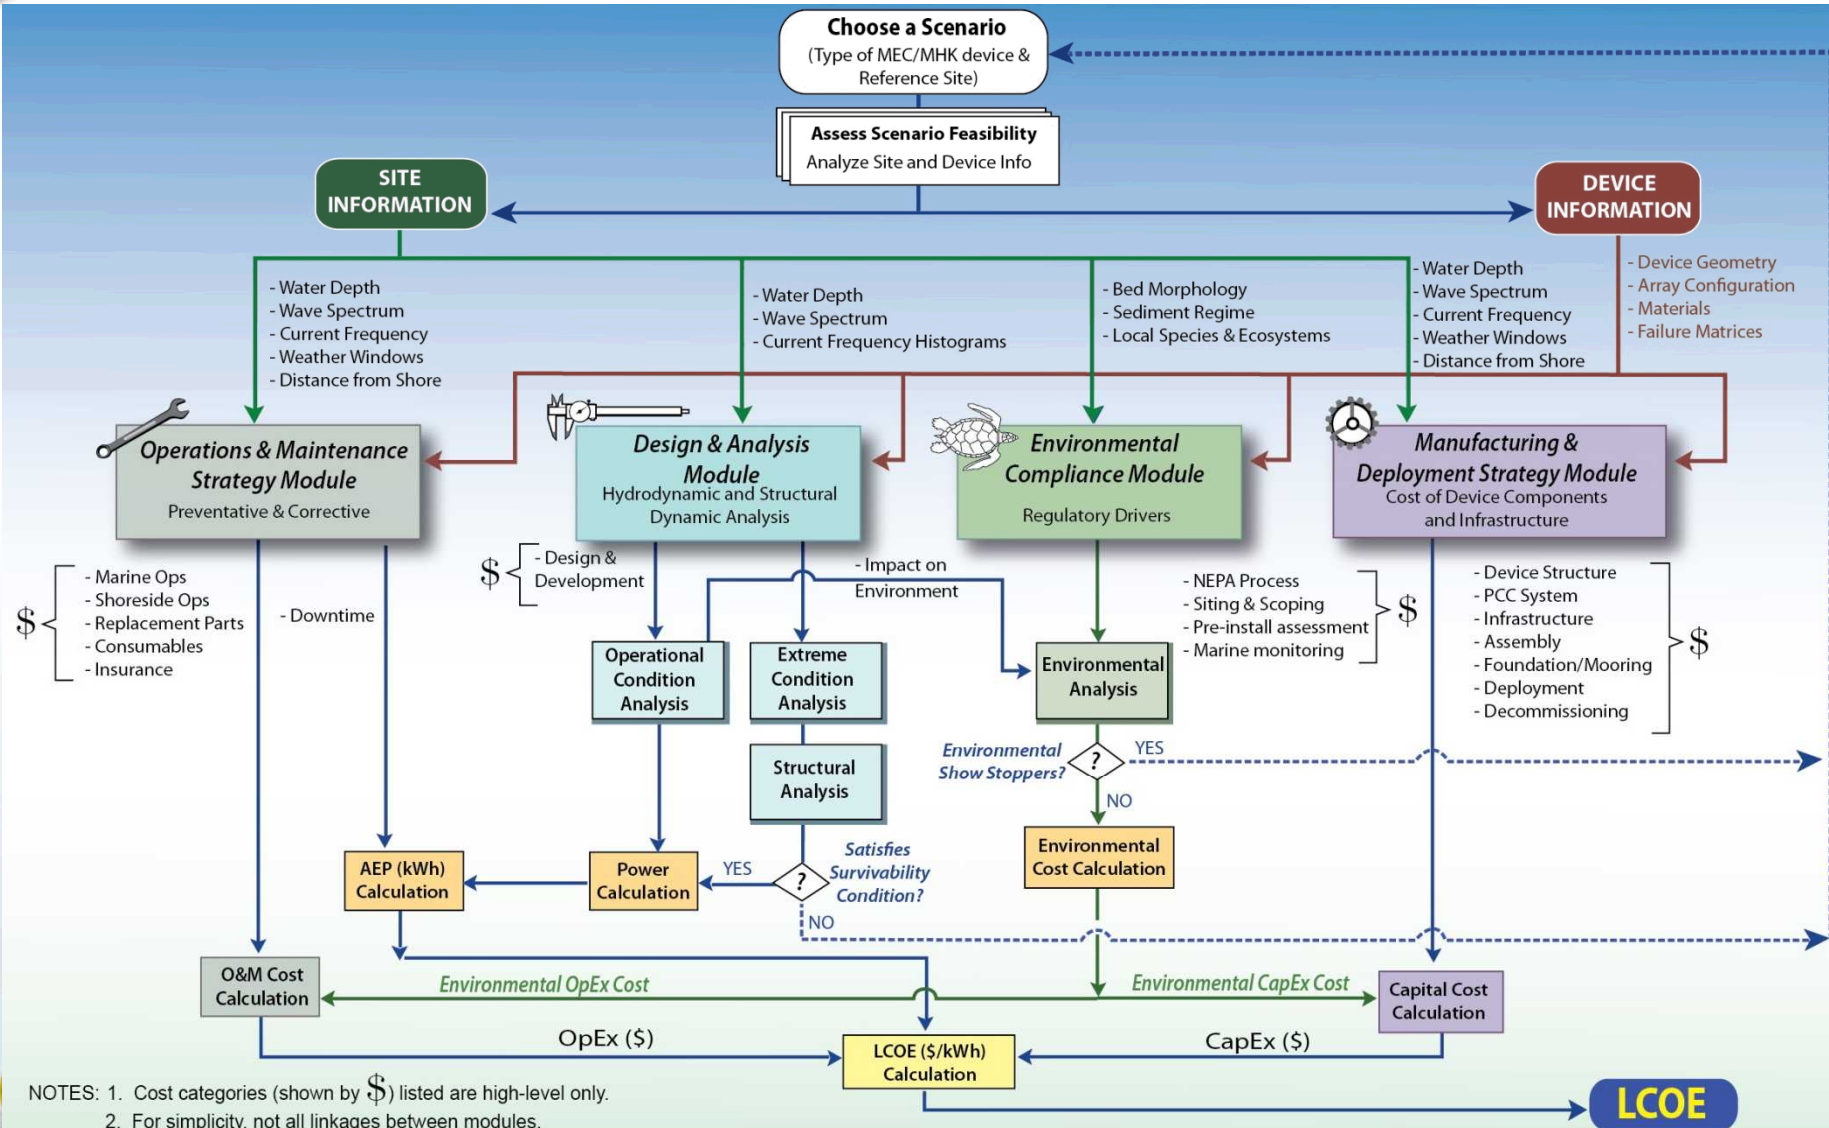 Choose a Scenario
(Type of MEC/MHK device &
Reference Site)
Assess Scenario Feasibility
Analyze Site and Device Info
SITE
INFORMATION
DEVICE
INFORMATION
- Water Depth
- Wave Spectrum
- Current Frequency
- Weather Windows
- Distance from Shore
- Water Depth
- Wave Spectrum
- Current Frequency Histograms
- Bed Morphology
- Sediment Regime
- Local Species & Ecosystems
- Water Depth
- Wave Spectrum
- Current Frequency
- Weather Windows
- Distance from Shore
- Device Geometry
- Array Configuration
- Materials
- Failure Matrices
Operations & Maintenance
Strategy Module
Preventative & Corrective
Design & Analysis
Module
Hydrodynamic and Structural
Dynamic Analysis
Environmental
Compliance Module
Regulatory Drivers
Manufacturing &
Deployment Strategy Module
Cost of Device Components
and Infrastructure
$
- Marine Ops
- Shoreside Ops
- Replacement Parts
- Consumables
- Insurance
- Downtime
$
- Design &
Development
- Impact on
Environment
- NEPA Process
- Siting & Scoping
- Pre-install assessment
- Marine monitoring
$
- Device Structure
- PCC System
- Infrastructure
- Assembly
- Foundation/Mooring
- Deployment
- Decommissioning
$
Operational
Condition
Analysis
Extreme
Condition
Analysis
Environmental
Analysis
Structural
Analysis
Environmental
Show Stoppers?
?
YES
NO
AEP (kWh)
Calculation
Power
Calculation
YES
?
Satisfies
Survivability
Condition?
NO
Environmental
Cost Calculation
O&M Cost
Calculation
Environmental OpEx Cost
Environmental CapEx Cost
Capital Cost
Calculation
OpEx ($)
LCOE ($/kWh)
Calculation
CapEx ($)
NOTES: 1. Cost categories (shown by $) listed are high-level only.
2. For simplicity, not all linkages between modules.
LCOE